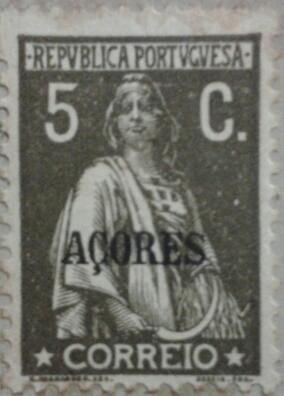 ·REPVBLICA PORTVGVESA·
5 C.
AÇORES
★ CORREIO ★